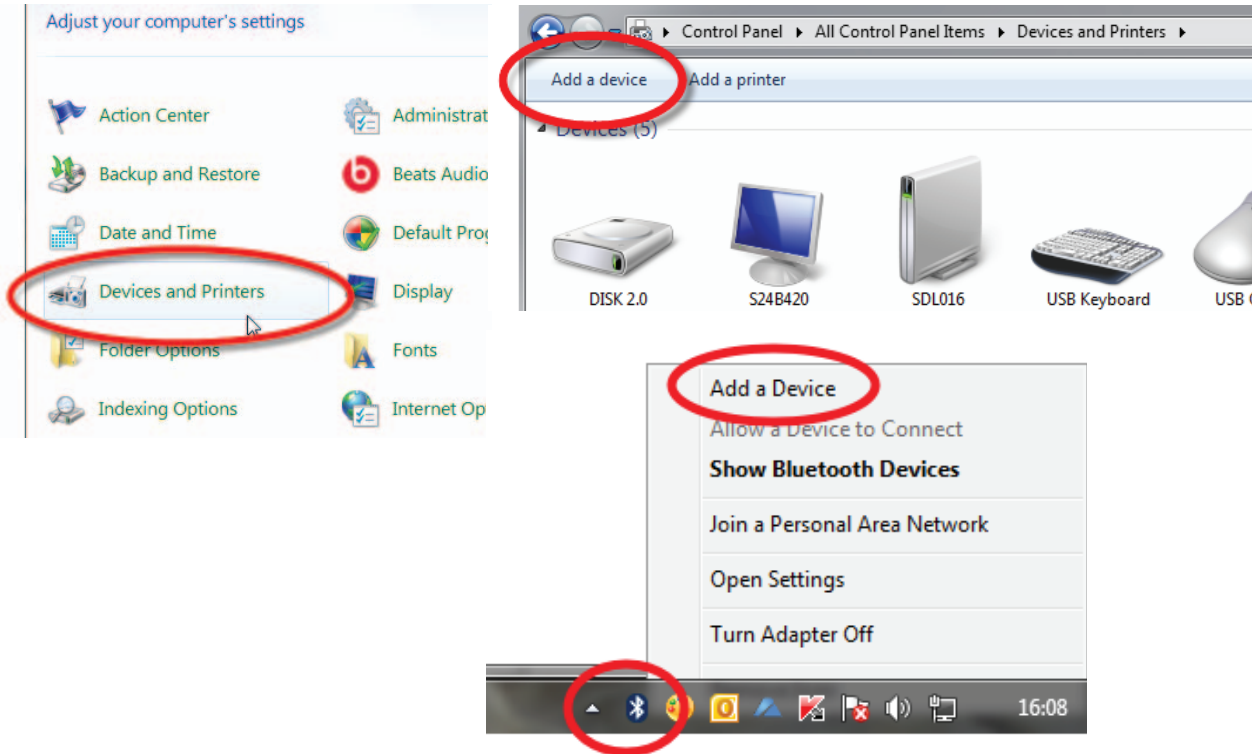 Adjust your computer's settings
Action Center
Administrat
Backup and Restore
Beats Audio
Date and Time
Default Prog
Devices and Printers
Display
Folder Options
Fonts
Indexing Options
Internet Op
Control Panel All Control Panel Items Devices and Printers
Add a device Add a printer
Devices (5)
DISK 2.0 S24B420 SDL016 USB Keyboard USB
Add a Device
Allow a Device to Connect
Show Bluetooth Devices
Join a Personal Area Network
Open Settings
Turn Adapter Off
16:08